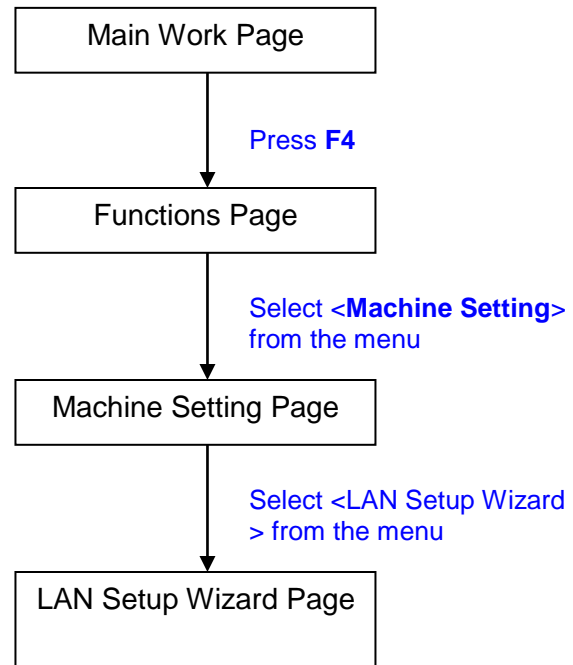 Main Work Page
Press F4
Functions Page
Select <Machine Setting>
from the menu
Machine Setting Page
Select <LAN Setup Wizard
> from the menu
LAN Setup Wizard Page